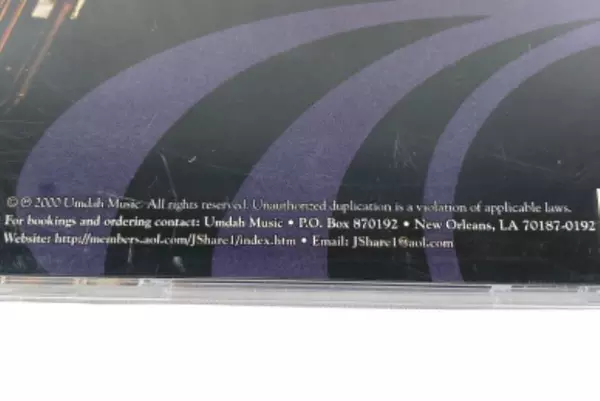 © ℗ 2000 Umdah Music. All rights reserved. Unauthorized duplication is a violation of applicable laws.
For bookings and ordering contact: Umdah Music • P.O. Box 870192 • New Orleans, LA 70187-0192
Website: http://members-aol.com/JShare1/index.htm • Email: JShare1@aol.com